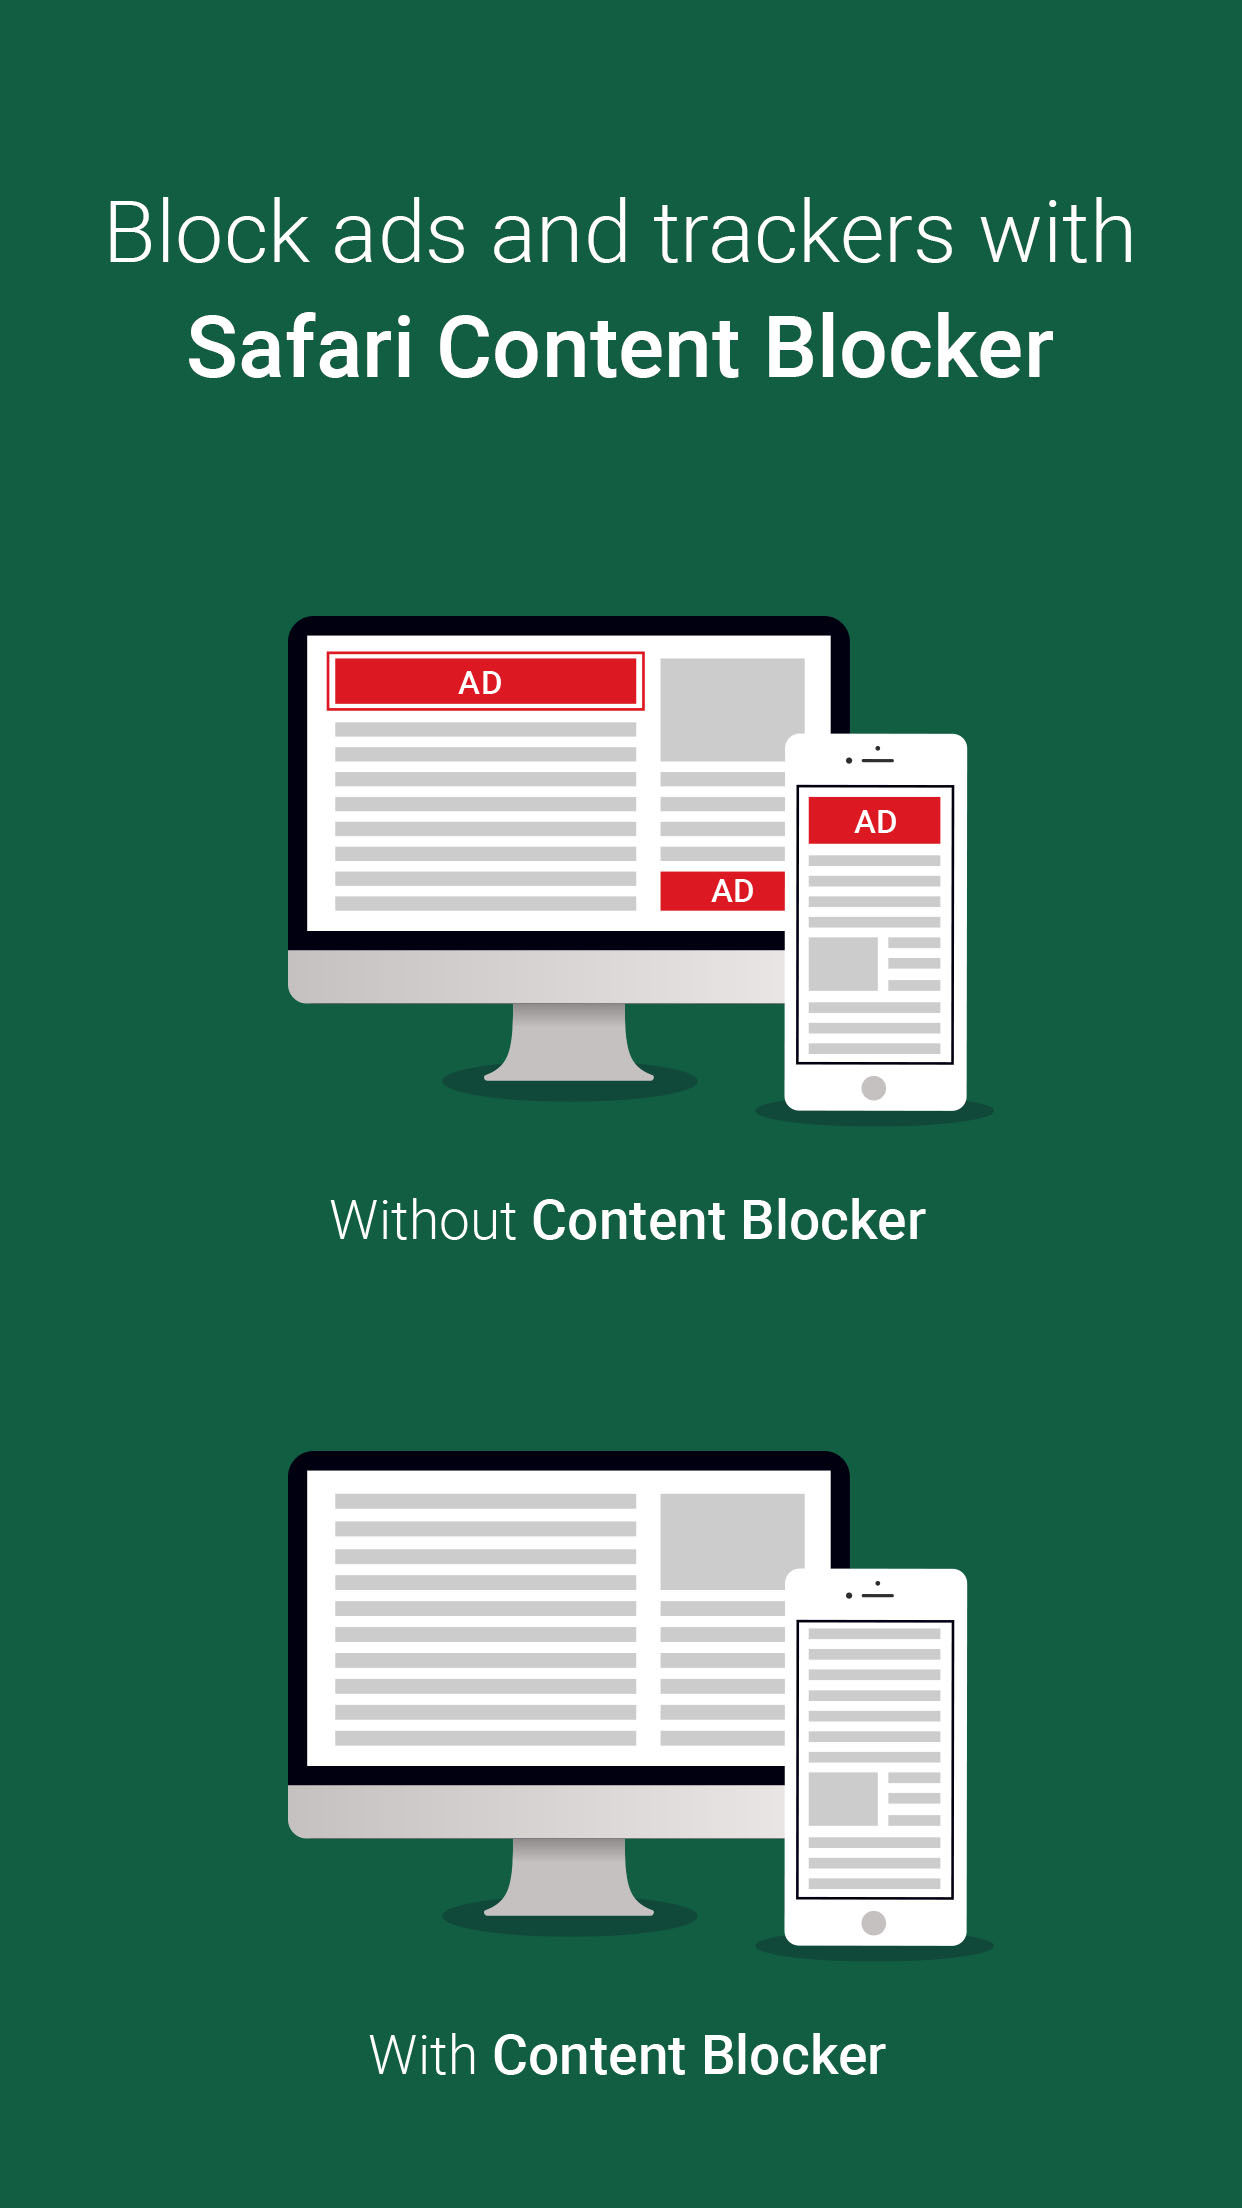 Block ads and trackers with
Safari Content Blocker
AD
AD
AD
Without Content Blocker
With Content Blocker